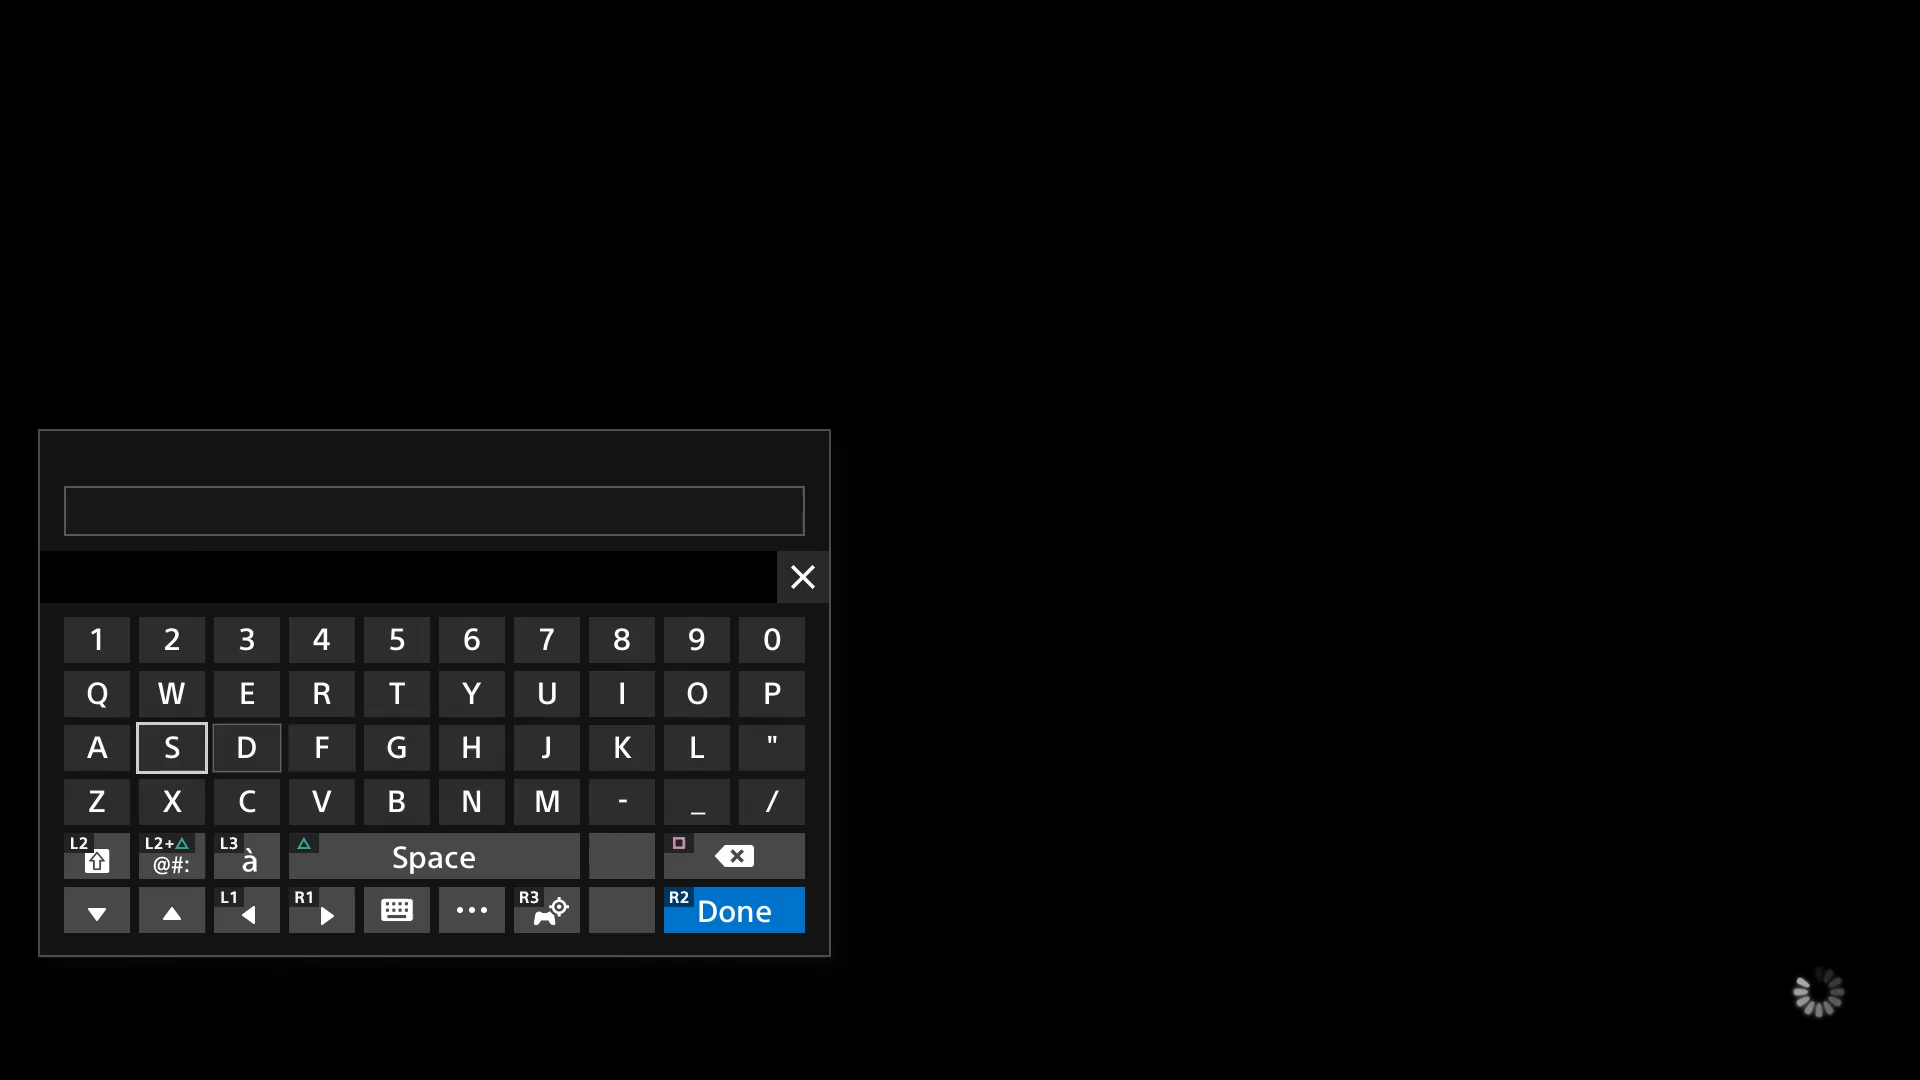 1 2 3 4 5 6 7 8 9 0
Q W E R T Y U I O P
A S D F G H J K L "
Z X C V B N M - _ /
L2 L2+△ @#: L3 à △ Space □
L1 R1 ... R3 R2 Done